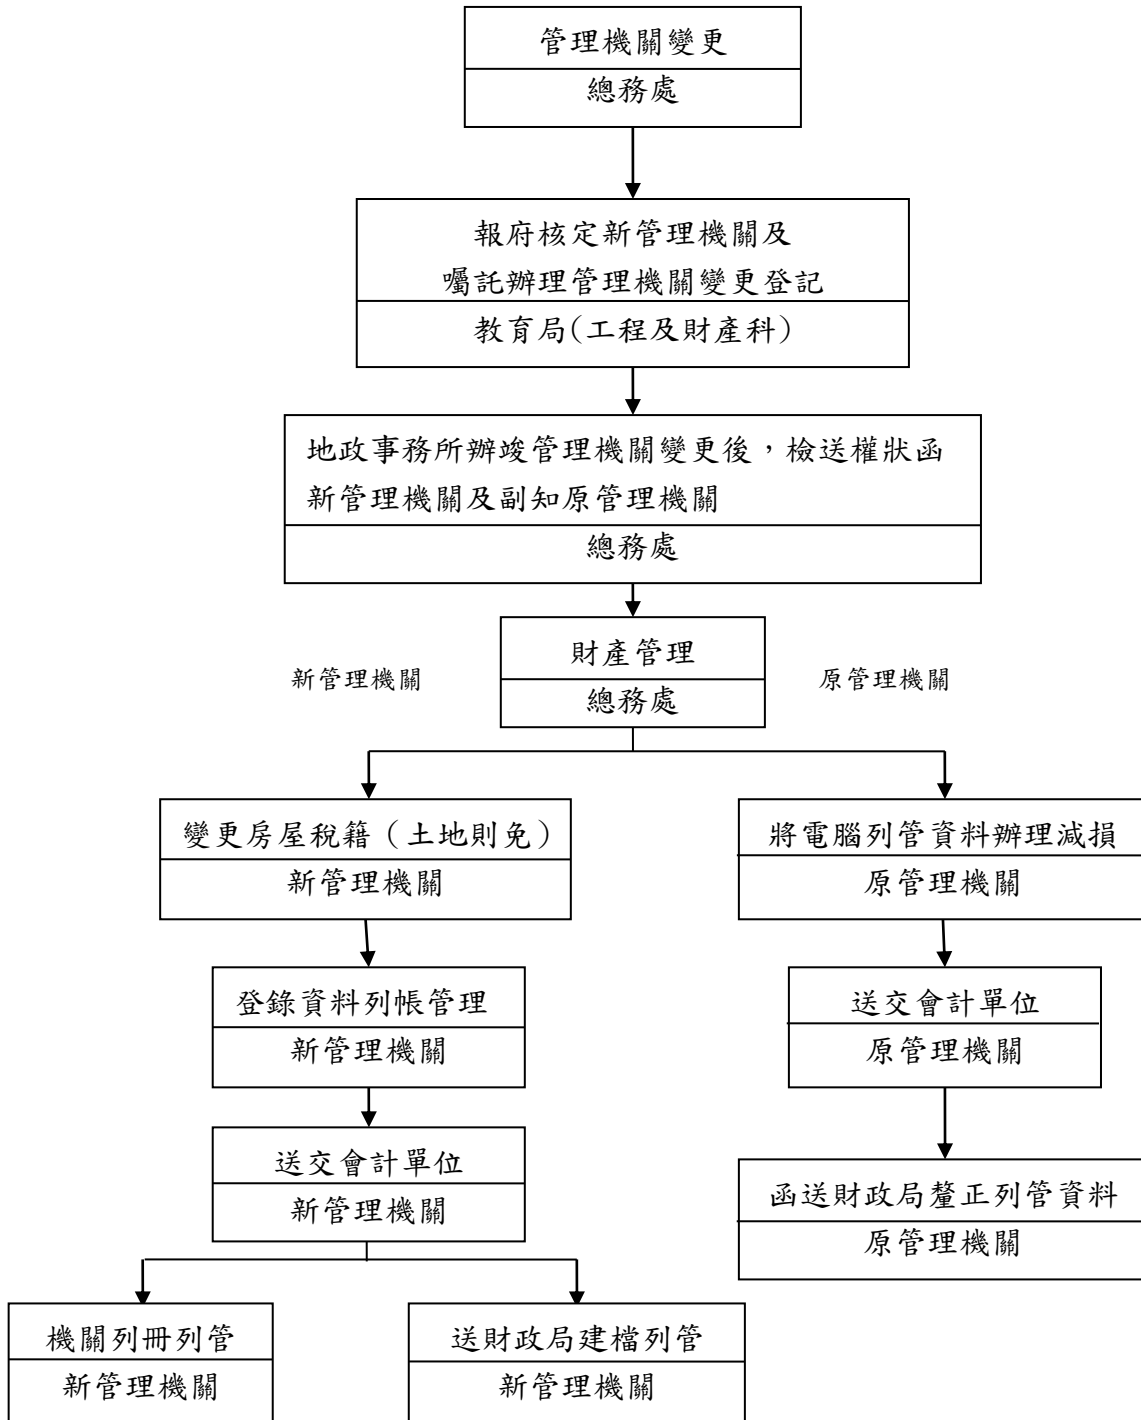 管理機關變更
總務處
報府核定新管理機關及
囑託辦理管理機關變更登記
教育局(工程及財產科)
地政事務所辦竣管理機關變更後，檢送權狀函
新管理機關及副知原管理機關
總務處
財產管理
總務處
新管理機關
原管理機關
變更房屋稅籍（土地則免）
新管理機關
登錄資料列帳管理
新管理機關
送交會計單位
新管理機關
機關列冊列管
新管理機關
送財政局建檔列管
新管理機關
將電腦列管資料辦理減損
原管理機關
送交會計單位
原管理機關
函送財政局釐正列管資料
原管理機關